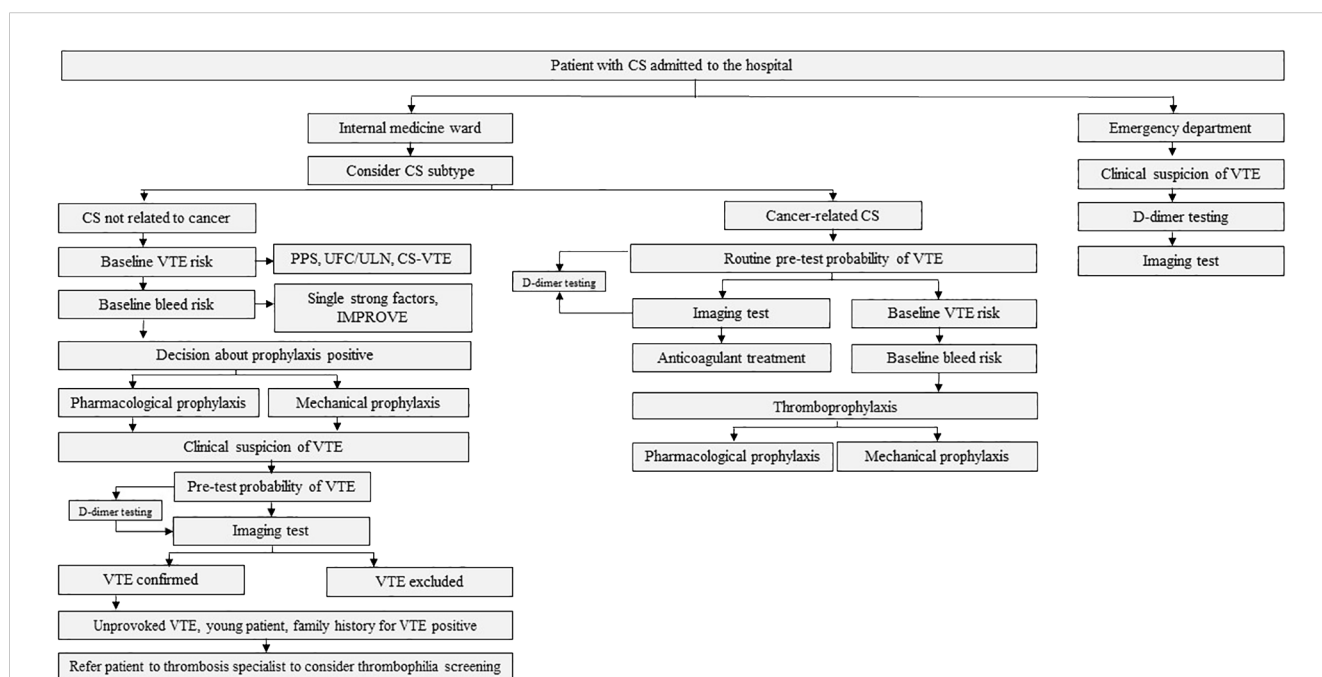 Patient with CS admitted to the hospital
Internal medicine ward
Emergency department
Consider CS subtype
Clinical suspicion of VTE
CS not related to cancer
Cancer-related CS
D-dimer testing
Baseline VTE risk
PPS, UFC/ULN, CS-VTE
Routine pre-test probability of VTE
Imaging test
D-dimer testing
Baseline bleed risk
Single strong factors,
IMPROVE
Imaging test
Baseline VTE risk
Decision about prophylaxis positive
Anticoagulant treatment
Baseline bleed risk
Pharmacological prophylaxis
Mechanical prophylaxis
Thromboprophylaxis
Clinical suspicion of VTE
Pharmacological prophylaxis
Mechanical prophylaxis
Pre-test probability of VTE
D-dimer testing
Imaging test
VTE confirmed
VTE excluded
Unprovoked VTE, young patient, family history for VTE positive
Refer patient to thrombosis specialist to consider thrombophilia screening